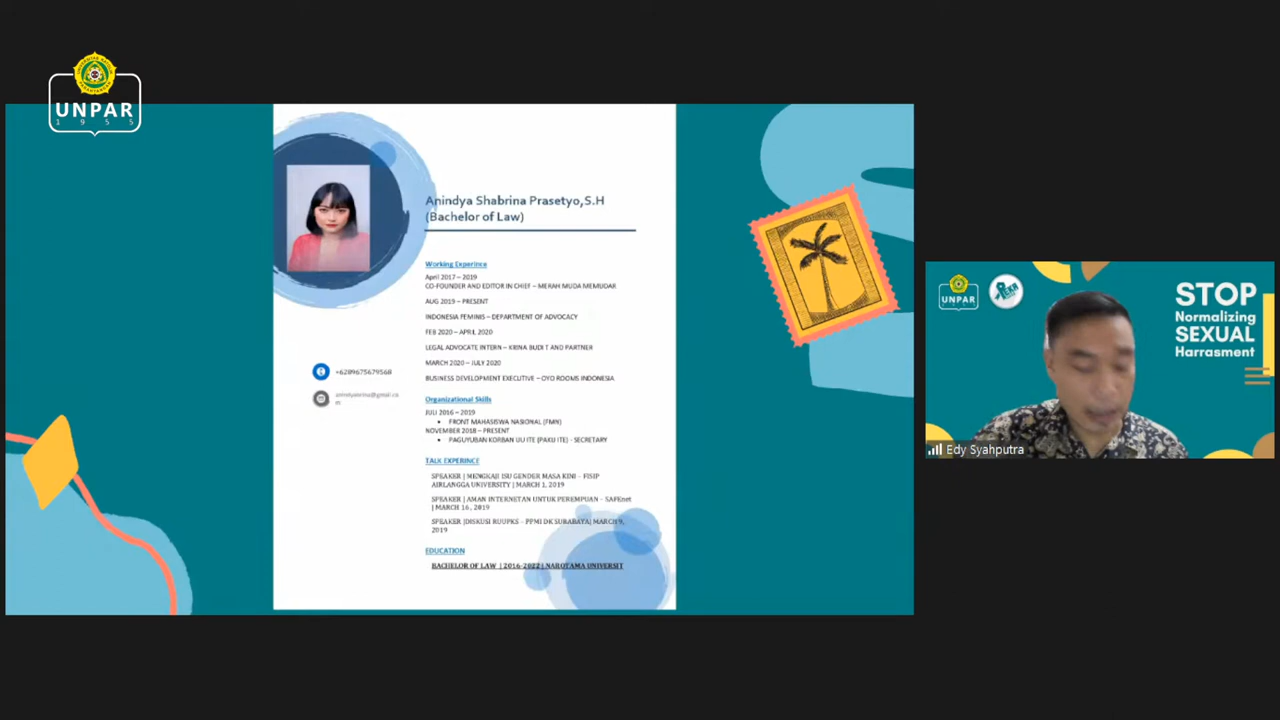 UNPAR
1955
Anindya Shabrina Prasetyo,S.H
(Bachelor of Law)
Working Experince
April 2017 – 2019
CO-FOUNDER AND EDITOR IN CHIEF – MERAH MUDA MEMUDAR
AUG 2019 – PRESENT
INDONESIA FEMINIS – DEPARTMENT OF ADVOCACY
FEB 2020 – APRIL 2020
LEGAL ADVOCATE INTERN – KRINA BUDI T AND PARTNER
MARCH 2020 – JULY 2020
BUSINESS DEVELOPMENT EXECUTIVE – OYO ROOMS INDONESIA
+6289675679568
Organizational Skills
JULI 2016 – 2019
• FRONT MAHASISWA NASIONAL (FMN)
NOVEMBER 2018 – PRESENT
• PAGUYUBAN KORBAN UU ITE (PAKU ITE) - SECRETARY
TALK EXPERINCE
SPEAKER | MENGKAJI ISU GENDER MASA KINI – FISIP
AIRLANGGA UNIVERSITY | MARCH 1, 2019
SPEAKER | AMAN INTERNETAN UNTUK PEREMPUAN – SAFEnet
| MARCH 16, 2019
SPEAKER |DISKUSI RUUPKS – PPMI DK SURABAYA| MARCH 9,
2019
EDUCATION
BACHELOR OF LAW | 2016-2022 | NAROTAMA UNIVERSIT
UNPAR
STOP
Normalizing
SEXUAL
Harrasment
Edy Syahputra